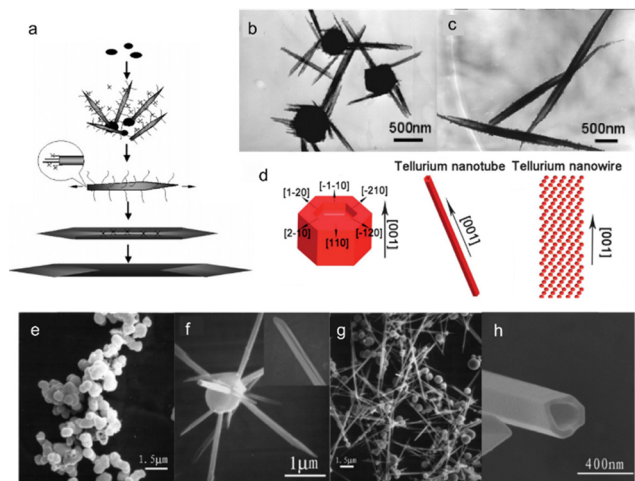 a
b
500nm
c
500nm
d
[1-20]
[-1-10]
[-210]
[2-10]
[110]
[-120]
[001]
Tellurium nanotube
[001]
Tellurium nanowire
[001]
e
1.5μm
f
1μm
g
1.5μm
h
400nm